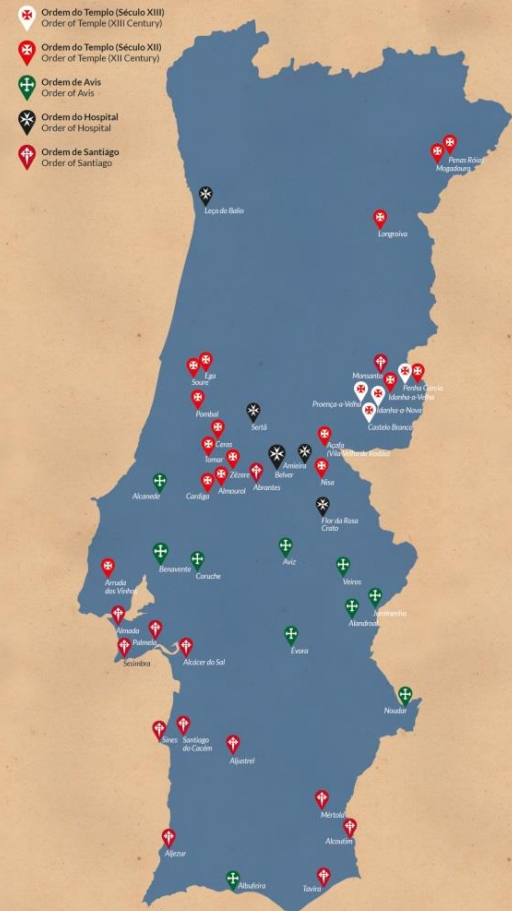 Ordem do Templo (Século XIII)
Order of Temple (XIII Century)
Ordem do Templo (Século XII)
Order of Temple (XII Century)
Ordem de Avis
Order of Avis
Ordem do Hospital
Order of Hospital
Ordem de Santiago
Order of Santiago
Penas Róias
Mogadouro
Leça do Balio
Longroiva
Ega
Soure
Monsanto
Penha Garcia
Idanha-a-Velha
Proença-a-Velha
Idanha-a-Nova
Castelo Branco
Pombal
Sertã
Ceras
Tomar
Açafa
(Vila Velha de Ródão)
Zêzere
Amieira
Belver
Nisa
Abrantes
Almourol
Cardiga
Alcanede
Flor da Rosa
Crato
Aviz
Benavente
Coruche
Veiros
Arruda
dos Vinhos
Juromenha
Alandroal
Almada
Palmela
Évora
Sesimbra
Alcácer do Sal
Noudar
Sines
Santiago
do Cacém
Aljustrel
Mértola
Alcoutim
Aljezur
Albufeira
Tavira